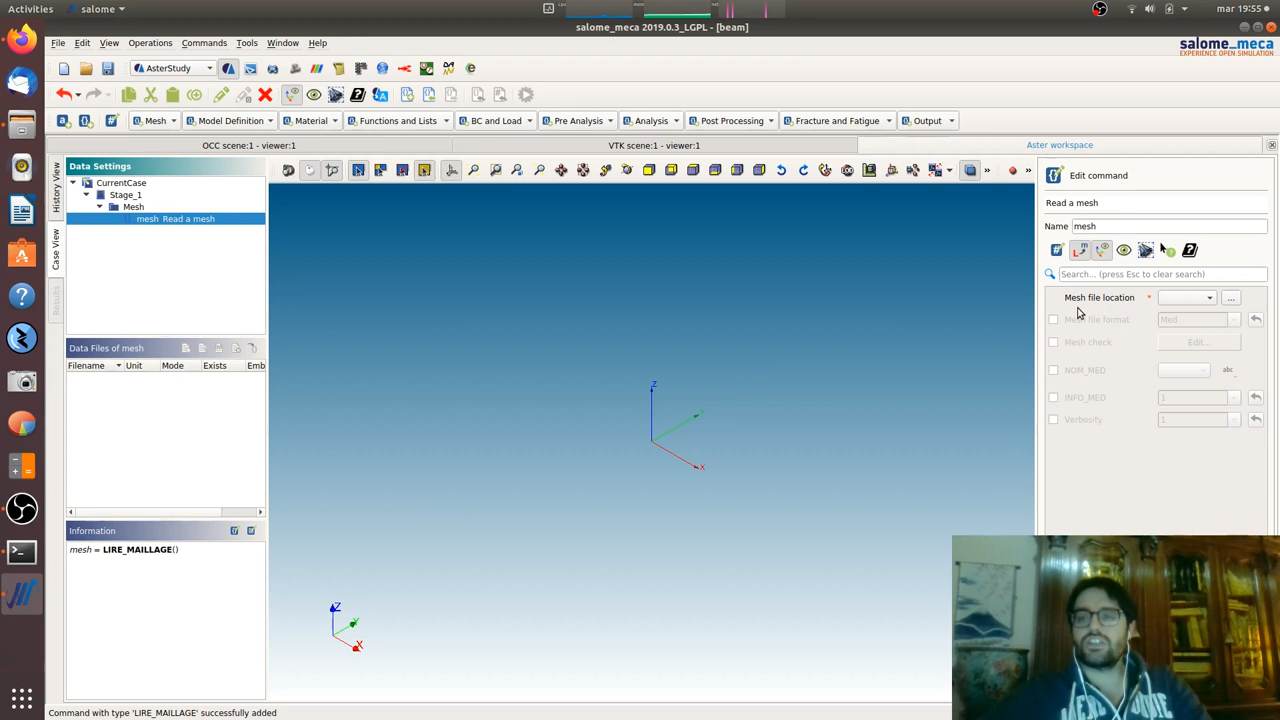 Activities
salome
mar 19:55
salome_meca 2019.0.3_LGPL - [beam]
File Edit View Operations Commands Tools Window Help
salome_meca
EXPERIENCE OPEN SIMULATION
AsterStudy
Mesh Model Definition Material Functions and Lists BC and Load Pre Analysis Analysis Post Processing Fracture and Fatigue Output
OCC scene:1 - viewer:1 VTK scene:1 - viewer:1 Aster workspace
History View
Case View
Results
Data Settings
CurrentCase
Stage_1
Mesh
mesh Read a mesh
Data Files of mesh
Filename Unit Mode Exists Emb
Information
mesh = LIRE_MAILLAGE()
Z
X
Z
Y
X
Edit command
Read a mesh
Name mesh
Search... (press Esc to clear search)
Mesh file location * ...
Mesh file format Med
Mesh check Edit...
NOM_MED abc
INFO_MED 1
Verbosity 1
Command with type 'LIRE_MAILLAGE' successfully added